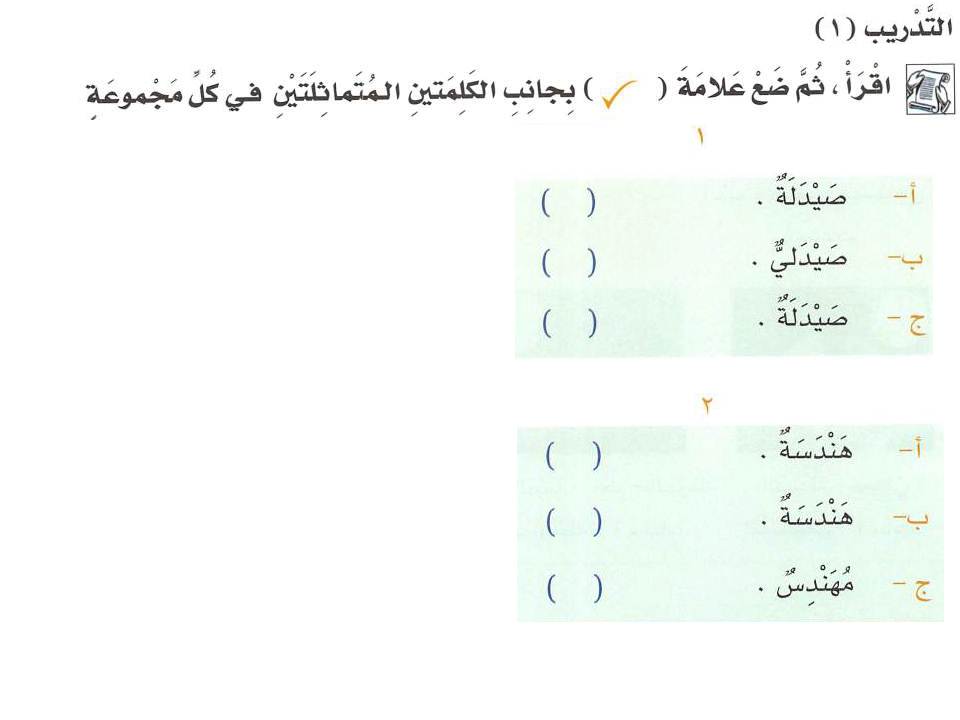 التَّدْريب (١)
اقْرَأْ ، ثُمَّ ضَعْ عَلامَةَ ( ✓ ) بِجانِبِ الكَلِمَتينِ المُتَماثِلَتَيْنِ في كُلِّ مَجْموعَةٍ
١
أ- صَيْدَلَةٌ . ( )
ب- صَيْدَليٌّ . ( )
ج - صَيْدَلَةٌ . ( )
٢
أ- هَنْدَسَةٌ . ( )
ب- هَنْدَسَةٌ . ( )
ج - مُهَنْدِسٌ . ( )